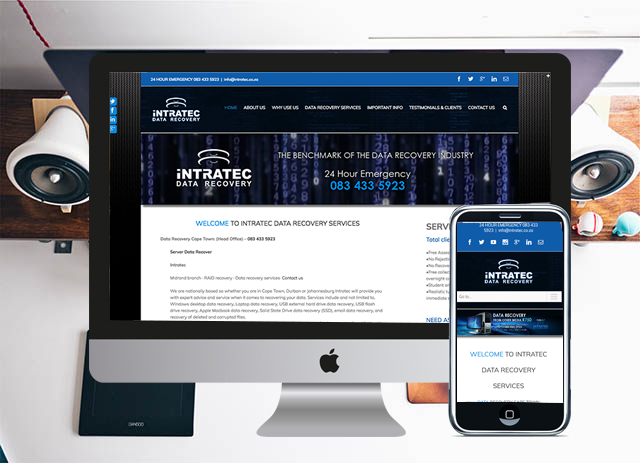 24 HOUR EMERGENCY 083 433 5923 | info@intratec.co.za
iNTRATEC
DATA RECOVERY
HOME ABOUT US WHY USE US DATA RECOVERY SERVICES IMPORTANT INFO TESTIMONIALS & CLIENTS CONTACT US
iNTRATEC
DATA RECOVERY
THE BENCHMARK OF THE DATA RECOVERY INDUSTRY
24 Hour Emergency
083 433 5923
WELCOME TO INTRATEC DATA RECOVERY SERVICES
Data Recovery Cape Town: (Head Office) - 083 433 5923
Server Data Recover
Intratec
Midrand branch - RAID recovery - Data recovery services Contact us
We are nationally based so whether you are in Cape Town, Durban or Johannesburg Intratec will provide you
with expert advice and service when it comes to recovering your data. Services include and not limited to,
Windows desktop data recovery, Laptop data recovery, USB external hard drive data recovery, USB flash
drive recovery, Apple Macbook data recovery, Solid State Drive data recovery (SSD), email data recovery, and
recovery of deleted and corrupted files.
SERV
Total clie
•Free Asse
•No Rejecti
•No Recove
•Free collec
overnight co
•Student an
•Realistic tu
immediate s
NEED AS
24 HOUR EMERGENCY 083 433
5923 | info@intratec.co.za
iNTRATEC
DATA RECOVERY
Go to...
DATA RECOVERY
WELCOME TO INTRATEC
DATA RECOVERY
SERVICES